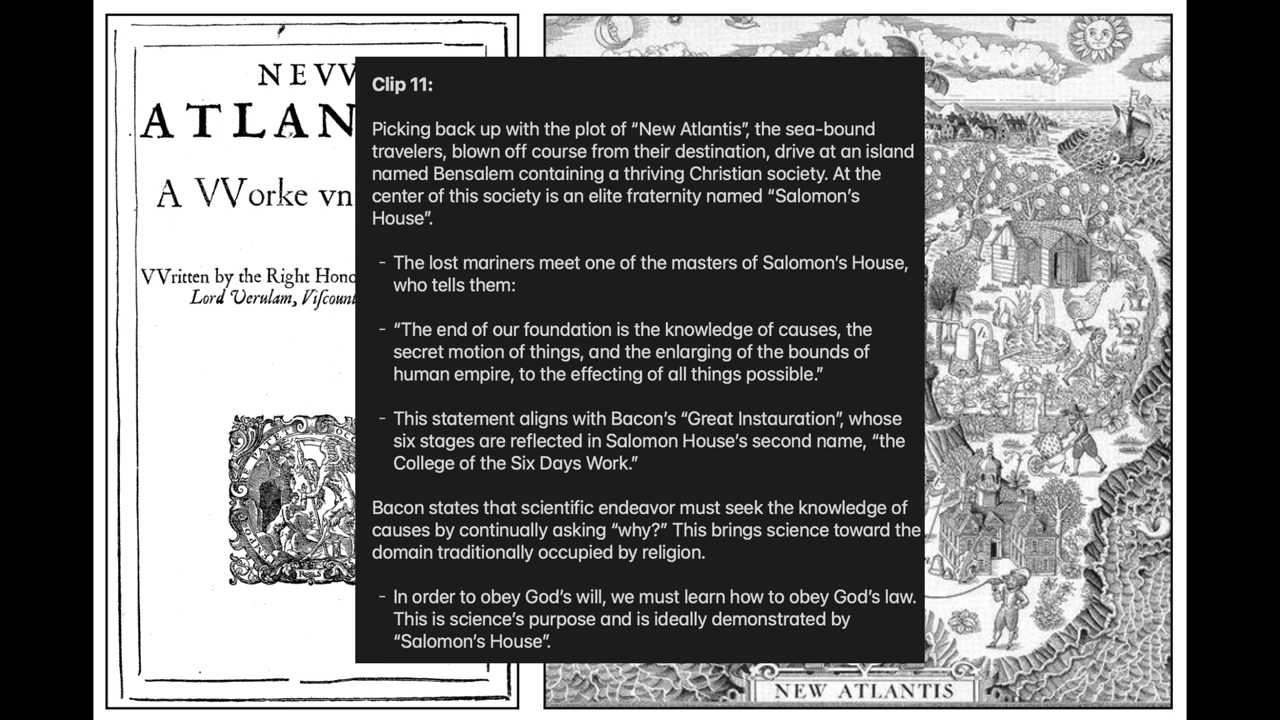 NEVV
ATLAN
A VVorke vn
VVritten by the Right Hono
Lord Verulam, Viſcount
Clip 11:
Picking back up with the plot of “New Atlantis”, the sea-bound
travelers, blown off course from their destination, drive at an island
named Bensalem containing a thriving Christian society. At the
center of this society is an elite fraternity named “Salomon’s
House”.
- The lost mariners meet one of the masters of Salomon’s House,
who tells them:
- “The end of our foundation is the knowledge of causes, the
secret motion of things, and the enlarging of the bounds of
human empire, to the effecting of all things possible.”
- This statement aligns with Bacon’s “Great Instauration”, whose
six stages are reflected in Salomon House’s second name, “the
College of the Six Days Work.”
Bacon states that scientific endeavor must seek the knowledge of
causes by continually asking “why?” This brings science toward the
domain traditionally occupied by religion.
- In order to obey God’s will, we must learn how to obey God’s law.
This is science’s purpose and is ideally demonstrated by
“Salomon’s House”.
NEW ATLANTIS